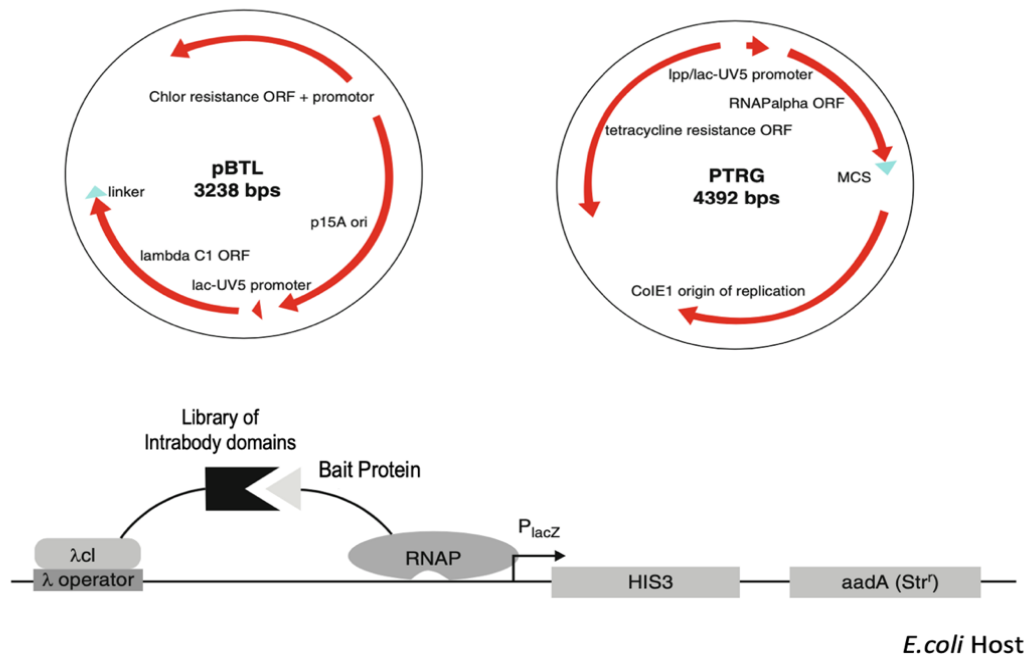 Chlor resistance ORF + promotor
pBTL
3238 bps
linker
p15A ori
lambda C1 ORF
lac-UV5 promoter
lpp/lac-UV5 promoter
RNAPalpha ORF
tetracycline resistance ORF
PTRG
4392 bps
MCS
ColE1 origin of replication
Library of
Intrabody domains
Bait Protein
PlacZ
λcl
RNAP
λ operator
HIS3
aadA (Strr)
E.coli Host